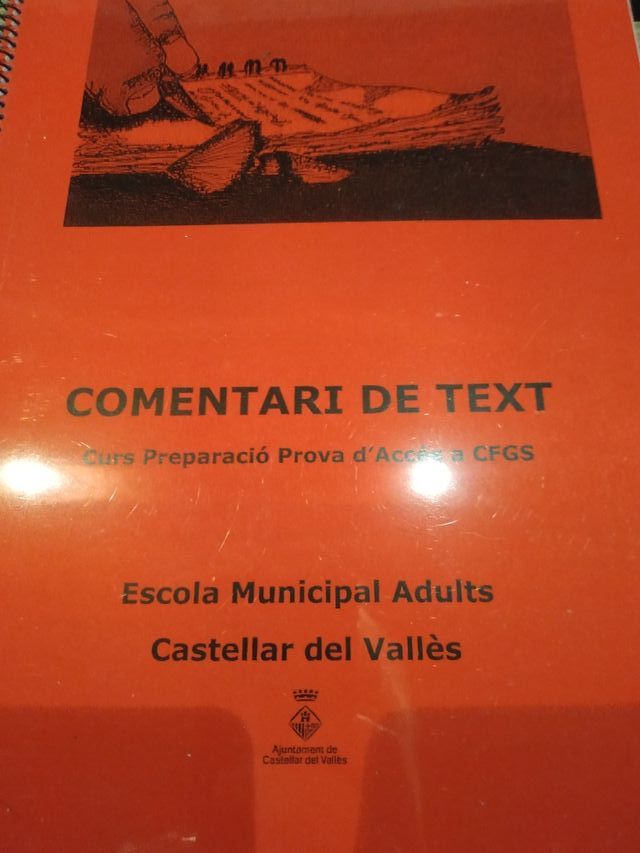 COMENTARI DE TEXT
Curs Preparació Prova d'Accés a CFGS
Escola Municipal Adults
Castellar del Vallès
Ajuntament de
Castellar del Vallès